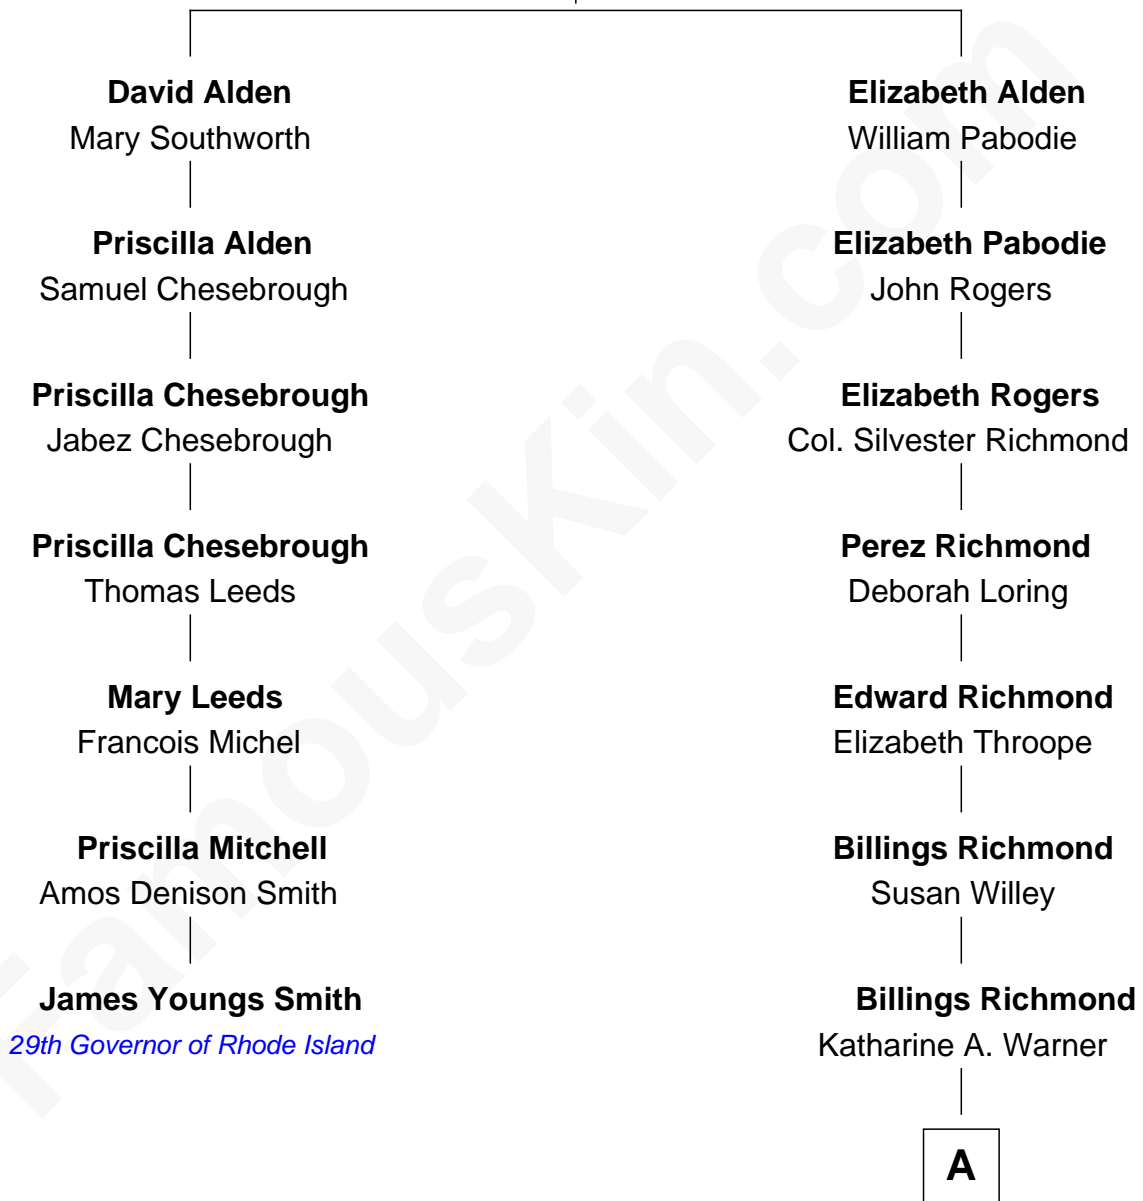 David Alden
Mary Southworth
Priscilla Alden
Samuel Chesebrough
Priscilla Chesebrough
Jabez Chesebrough
Priscilla Chesebrough
Thomas Leeds
Mary Leeds
Francois Michel
Priscilla Mitchell
Amos Denison Smith
James Youngs Smith
29th Governor of Rhode Island
Elizabeth Alden
William Pabodie
Elizabeth Pabodie
John Rogers
Elizabeth Rogers
Col. Silvester Richmond
Perez Richmond
Deborah Loring
Edward Richmond
Elizabeth Throope
Billings Richmond
Susan Willey
Billings Richmond
Katharine A. Warner
A
FamousKin.com